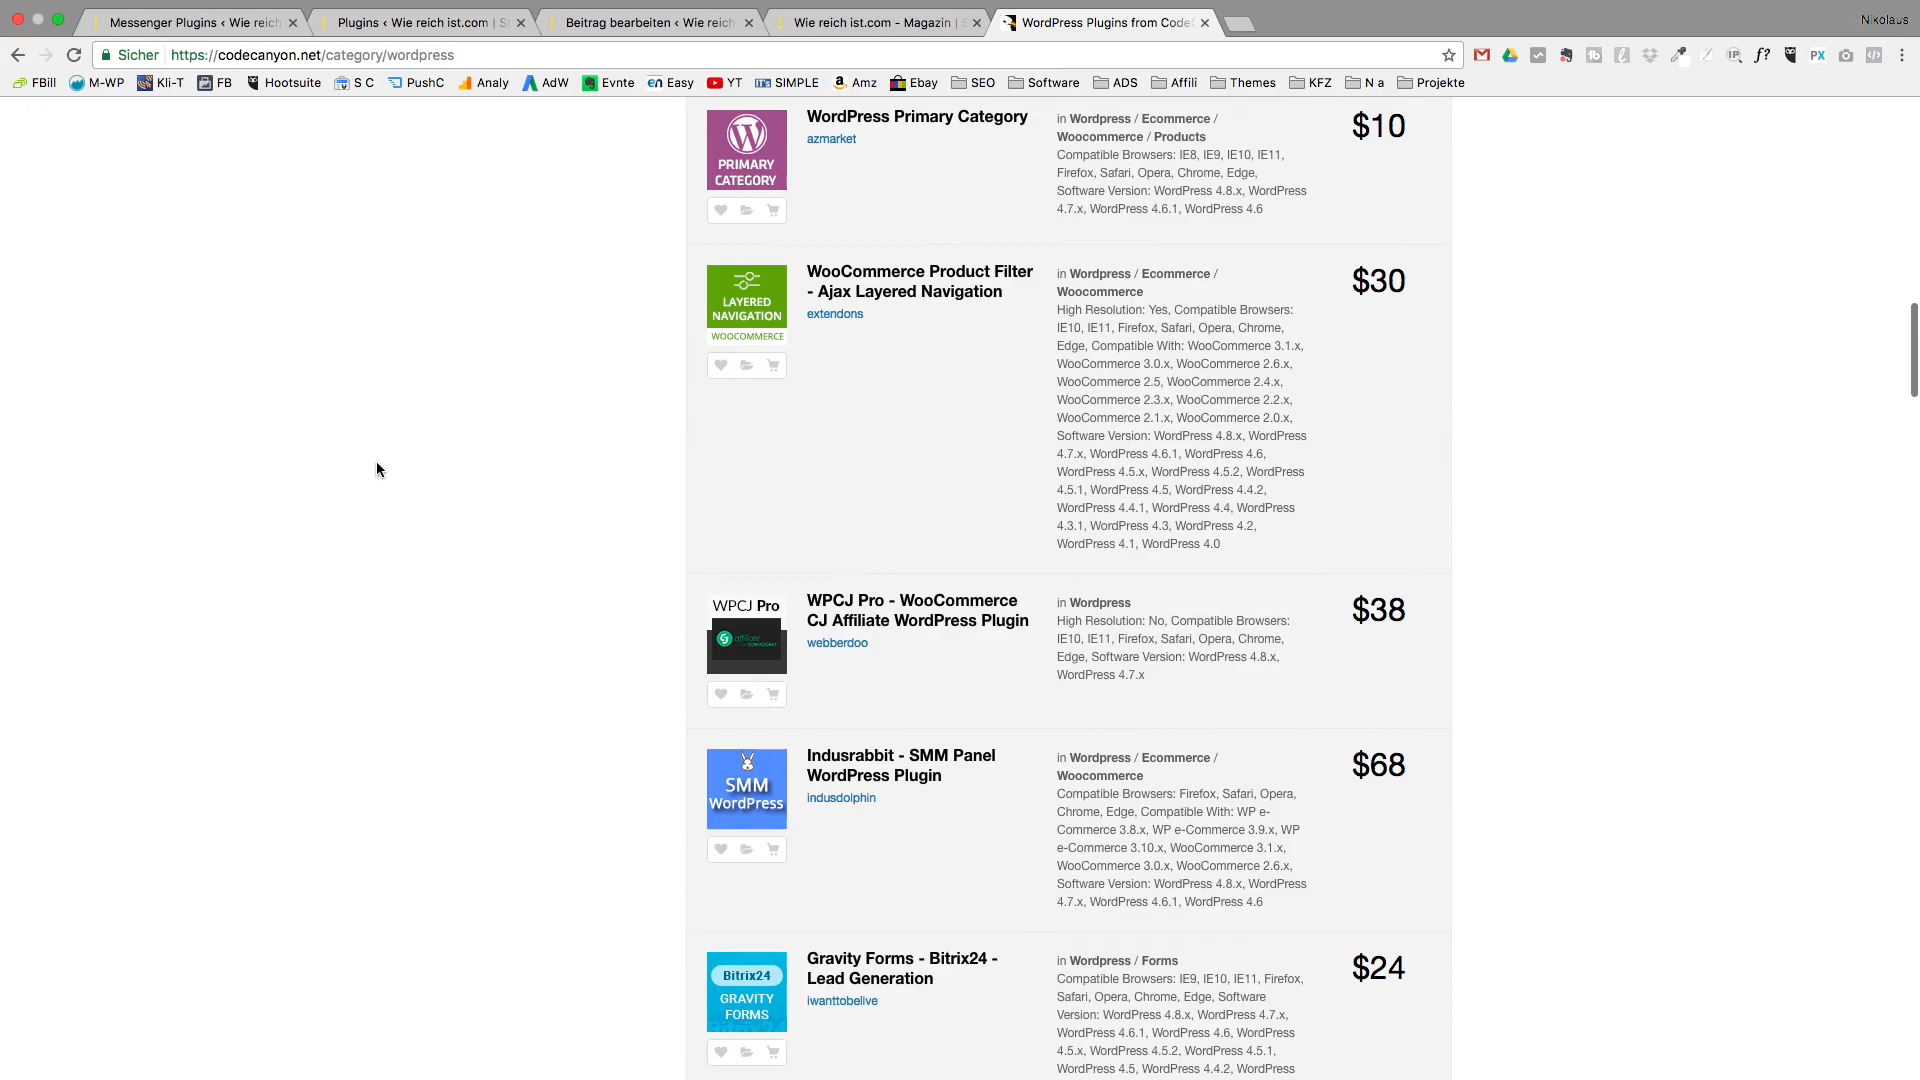 Messenger Plugins ‹ Wie reich
Plugins ‹ Wie reich ist.com | S
Beitrag bearbeiten ‹ Wie reich
Wie reich ist.com - Magazin | S
WordPress Plugins from CodeC
Nikolaus
Sicher
https://codecanyon.net/category/wordpress
FBill
M-WP
Kli-T
FB
Hootsuite
S C
PushC
Analy
AdW
Evnte
Easy
YT
SIMPLE
Amz
Ebay
SEO
Software
ADS
Affili
Themes
KFZ
N a
Projekte
PRIMARY
CATEGORY
WordPress Primary Category
azmarket
in Wordpress / Ecommerce /
Woocommerce / Products
Compatible Browsers: IE8, IE9, IE10, IE11,
Firefox, Safari, Opera, Chrome, Edge,
Software Version: WordPress 4.8.x, WordPress
4.7.x, WordPress 4.6.1, WordPress 4.6
$10
LAYERED
NAVIGATION
WOOCOMMERCE
WooCommerce Product Filter
- Ajax Layered Navigation
extendons
in Wordpress / Ecommerce /
Woocommerce
High Resolution: Yes, Compatible Browsers:
IE10, IE11, Firefox, Safari, Opera, Chrome,
Edge, Compatible With: WooCommerce 3.1.x,
WooCommerce 3.0.x, WooCommerce 2.6.x,
WooCommerce 2.5, WooCommerce 2.4.x,
WooCommerce 2.3.x, WooCommerce 2.2.x,
WooCommerce 2.1.x, WooCommerce 2.0.x,
Software Version: WordPress 4.8.x, WordPress
4.7.x, WordPress 4.6.1, WordPress 4.6,
WordPress 4.5.x, WordPress 4.5.2, WordPress
4.5.1, WordPress 4.5, WordPress 4.4.2,
WordPress 4.4.1, WordPress 4.4, WordPress
4.3.1, WordPress 4.3, WordPress 4.2,
WordPress 4.1, WordPress 4.0
$30
WPCJ Pro
affiliate
WPCJ Pro - WooCommerce
CJ Affiliate WordPress Plugin
webberdoo
in Wordpress
High Resolution: No, Compatible Browsers:
IE10, IE11, Firefox, Safari, Opera, Chrome,
Edge, Software Version: WordPress 4.8.x,
WordPress 4.7.x
$38
SMM
WordPress
Indusrabbit - SMM Panel
WordPress Plugin
indusdolphin
in Wordpress / Ecommerce /
Woocommerce
Compatible Browsers: Firefox, Safari, Opera,
Chrome, Edge, Compatible With: WP e-
Commerce 3.8.x, WP e-Commerce 3.9.x, WP
e-Commerce 3.10.x, WooCommerce 3.1.x,
WooCommerce 3.0.x, WooCommerce 2.6.x,
Software Version: WordPress 4.8.x, WordPress
4.7.x, WordPress 4.6.1, WordPress 4.6
$68
Bitrix24
GRAVITY
FORMS
Gravity Forms - Bitrix24 -
Lead Generation
iwanttobelive
in Wordpress / Forms
Compatible Browsers: IE9, IE10, IE11, Firefox,
Safari, Opera, Chrome, Edge, Software
Version: WordPress 4.8.x, WordPress 4.7.x,
WordPress 4.6.1, WordPress 4.6, WordPress
4.5.x, WordPress 4.5.2, WordPress 4.5.1,
WordPress 4.5, WordPress 4.4.2, WordPress
$24